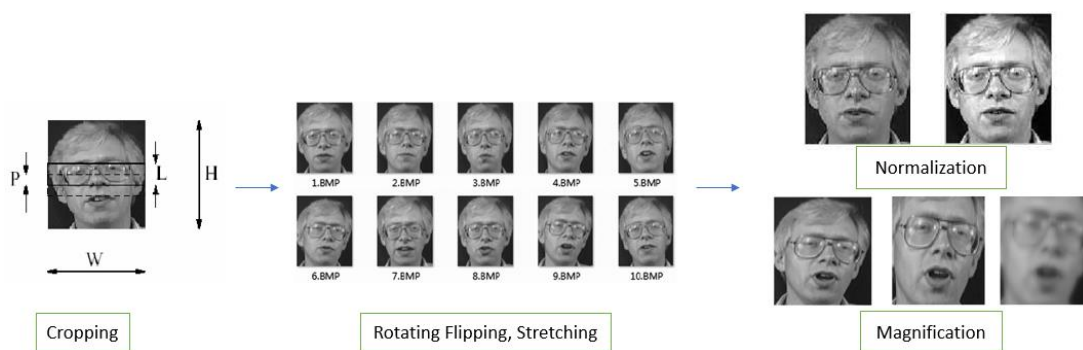 P
L
H
W
Cropping
1.BMP 2.BMP 3.BMP 4.BMP 5.BMP
6.BMP 7.BMP 8.BMP 9.BMP 10.BMP
Rotating Flipping, Stretching
Normalization
Magnification